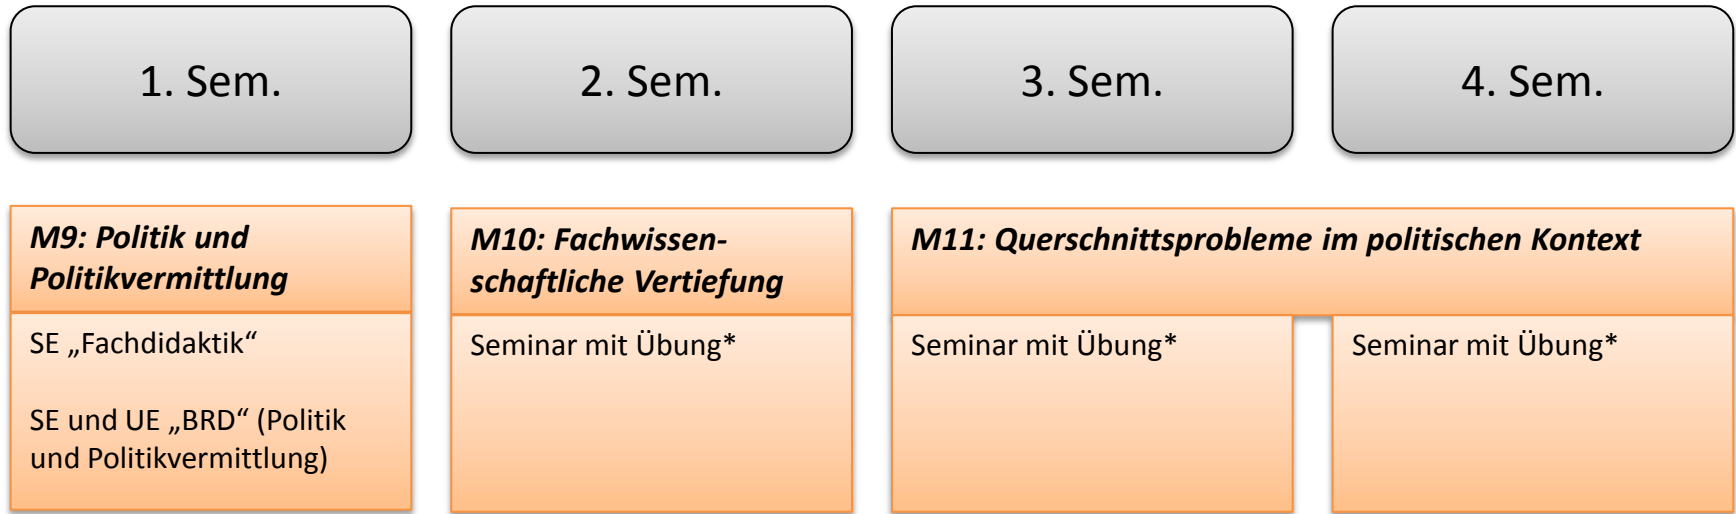 1. Sem.
2. Sem.
3. Sem.
4. Sem.
M9: Politik und
Politikvermittlung
SE „Fachdidaktik“
SE und UE „BRD“ (Politik
und Politikvermittlung)
M10: Fachwissen-
schaftliche Vertiefung
Seminar mit Übung*
M11: Querschnittsprobleme im politischen Kontext
Seminar mit Übung*
Seminar mit Übung*